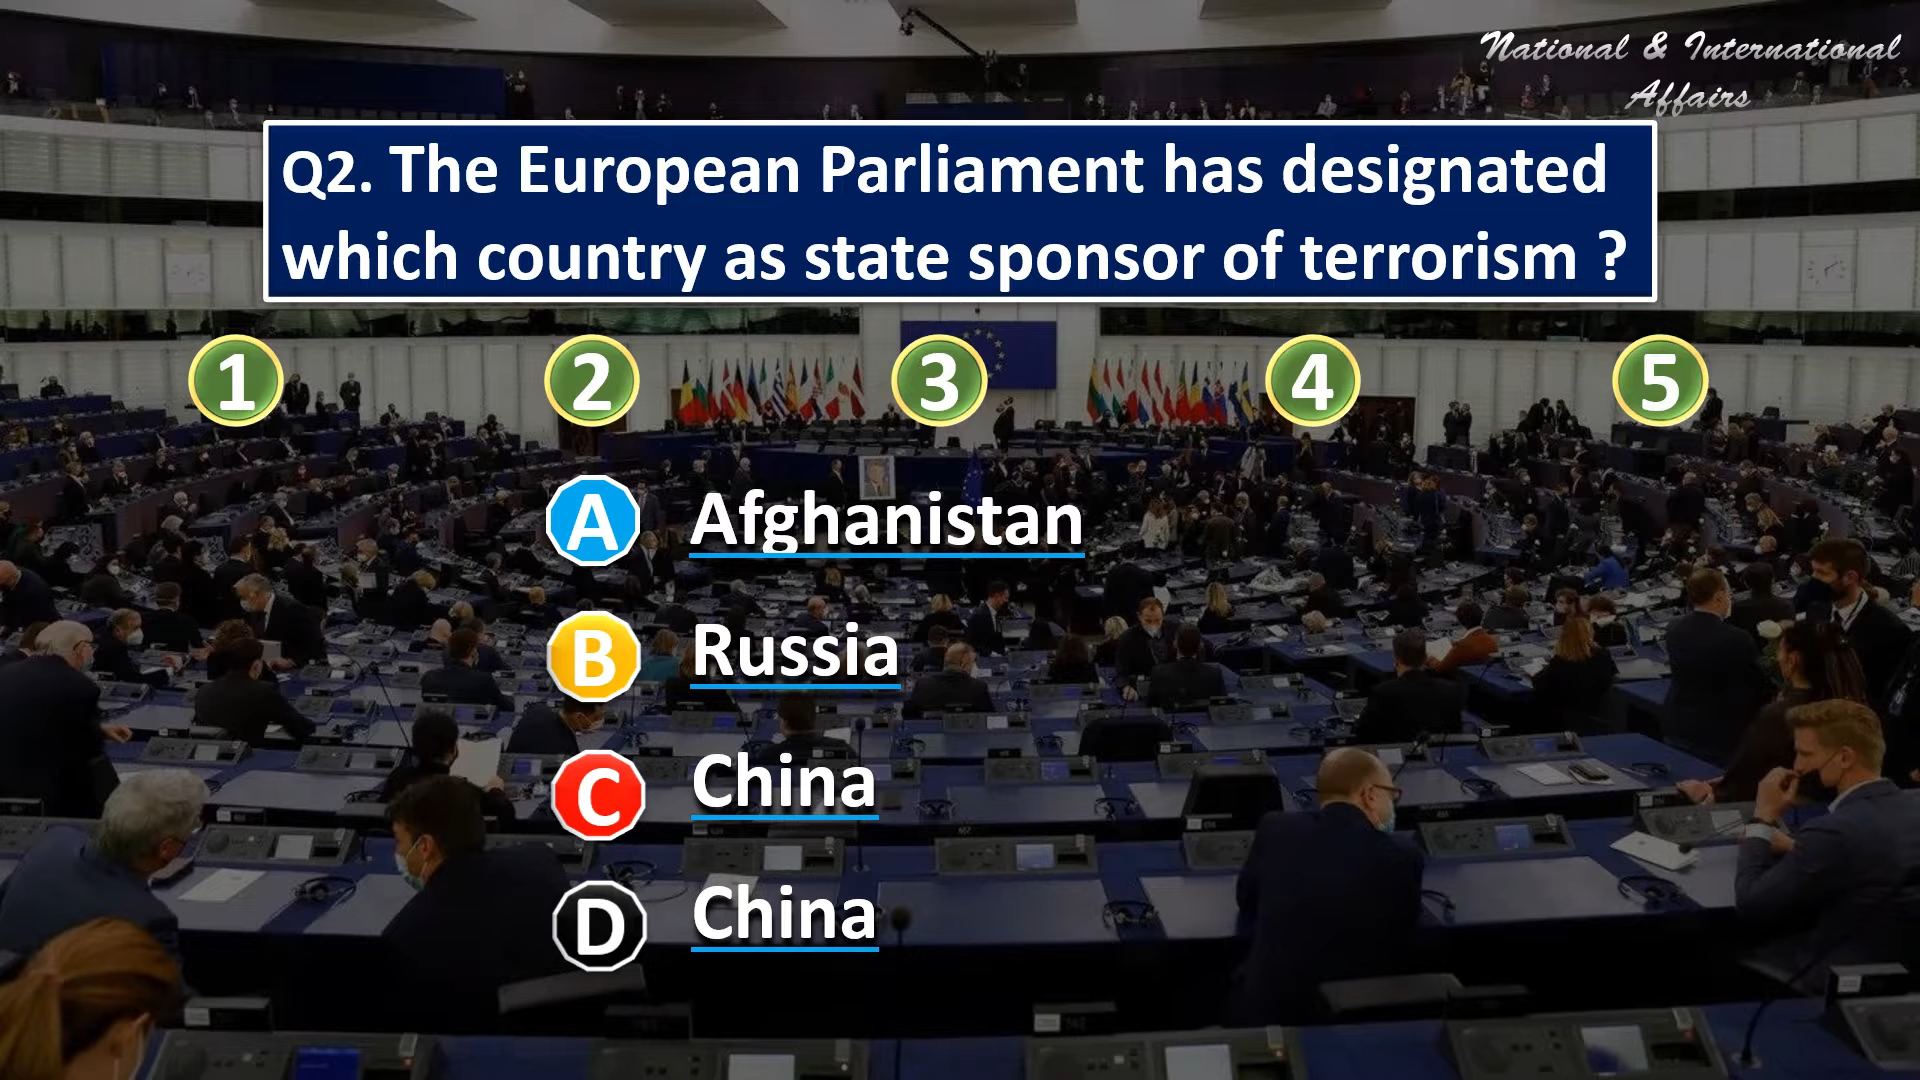 National & International
Affairs
Q2. The European Parliament has designated
which country as state sponsor of terrorism ?
1 2 3 4 5
A Afghanistan
B Russia
C China
D China